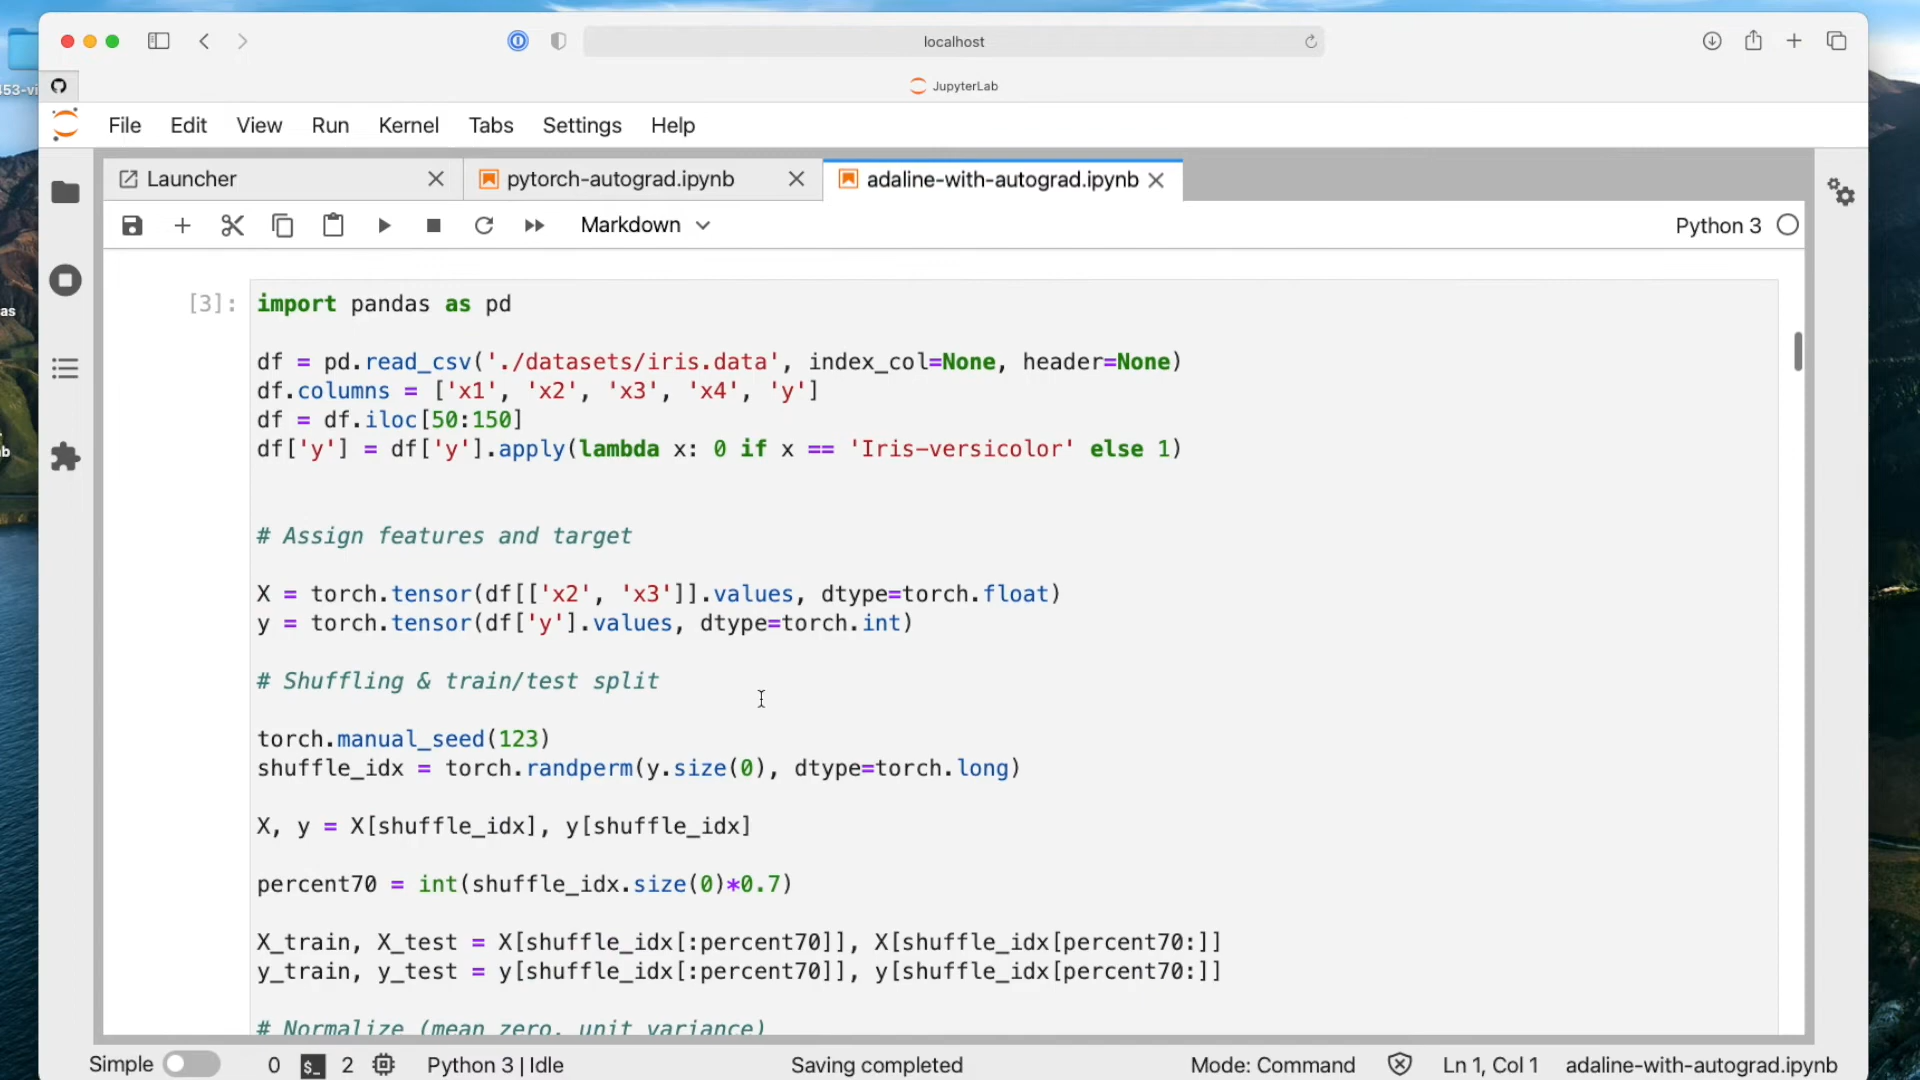 localhost
JupyterLab
53-vi
File Edit View Run Kernel Tabs Settings Help
Launcher
pytorch-autograd.ipynb
adaline-with-autograd.ipynb
Markdown
Python 3
as
[3]:
import pandas as pd
df = pd.read_csv('./datasets/iris.data', index_col=None, header=None)
df.columns = ['x1', 'x2', 'x3', 'x4', 'y']
df = df.iloc[50:150]
df['y'] = df['y'].apply(lambda x: 0 if x == 'Iris-versicolor' else 1)
# Assign features and target
X = torch.tensor(df[['x2', 'x3']].values, dtype=torch.float)
y = torch.tensor(df['y'].values, dtype=torch.int)
# Shuffling & train/test split
torch.manual_seed(123)
shuffle_idx = torch.randperm(y.size(0), dtype=torch.long)
X, y = X[shuffle_idx], y[shuffle_idx]
percent70 = int(shuffle_idx.size(0)*0.7)
X_train, X_test = X[shuffle_idx[:percent70]], X[shuffle_idx[percent70:]]
y_train, y_test = y[shuffle_idx[:percent70]], y[shuffle_idx[percent70:]]
# Normalize (mean zero, unit variance)
Simple 0 $_ 2 Python 3 | Idle Saving completed Mode: Command Ln 1, Col 1 adaline-with-autograd.ipynb